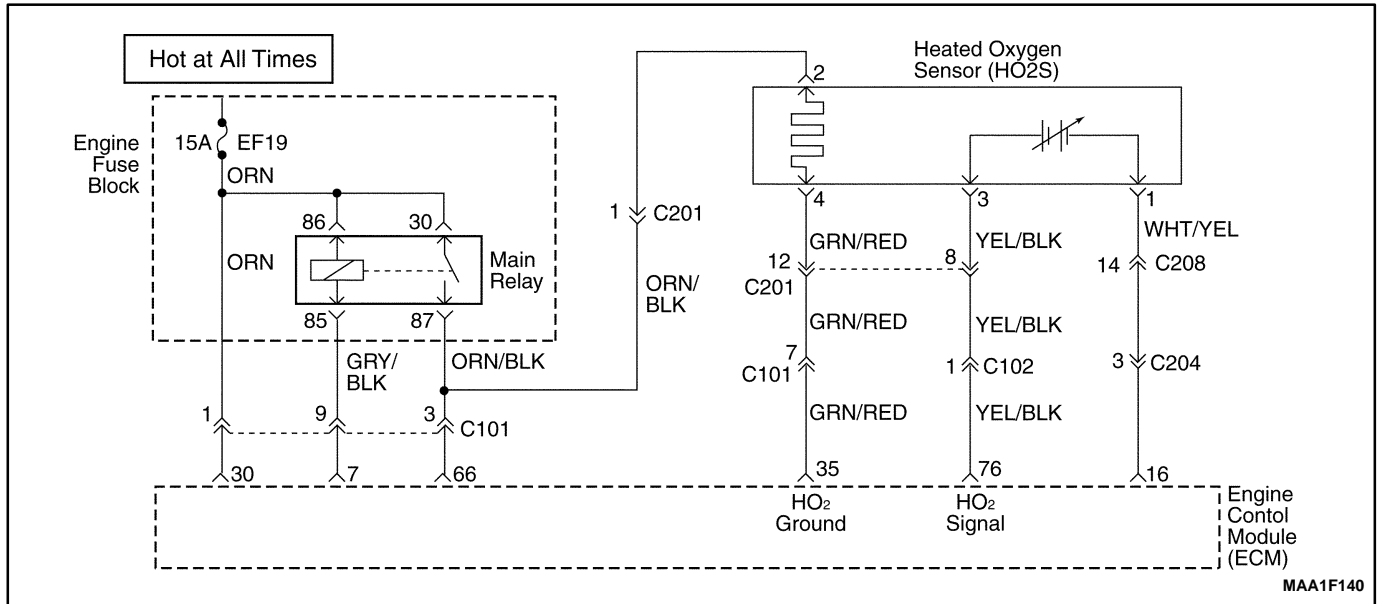 Hot at All Times
Heated Oxygen
Sensor (HO2S)
2
15A EF19
Engine
Fuse
Block
ORN
86 30
1 C201
4 3 1
WHT/YEL
ORN
Main
Relay
GRN/RED YEL/BLK
12 8
C201
14 C208
ORN/
BLK
85 87
GRN/RED YEL/BLK
GRY/
BLK
ORN/BLK
7
C101
1 C102
3 C204
1 9 3
C101
GRN/RED YEL/BLK
30 7 66 35 76 16
HO2
Ground
HO2
Signal
Engine
Contol
Module
(ECM)
MAA1F140